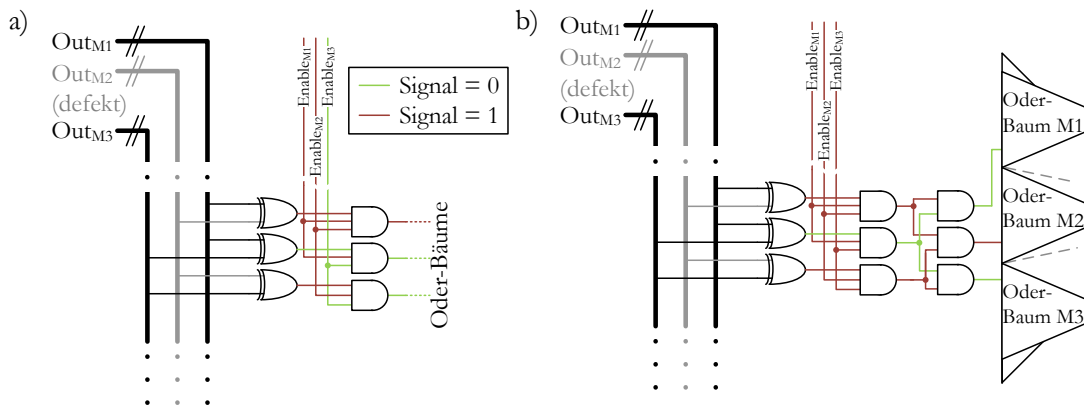 a)
OutM1
OutM2
(defekt)
OutM3
EnableM1
EnableM2
EnableM3
Signal = 0
Signal = 1
Oder-Bäume
b)
OutM1
OutM2
(defekt)
OutM3
EnableM1
EnableM2
EnableM3
Oder-
Baum M1
Oder-
Baum M2
Oder-
Baum M3